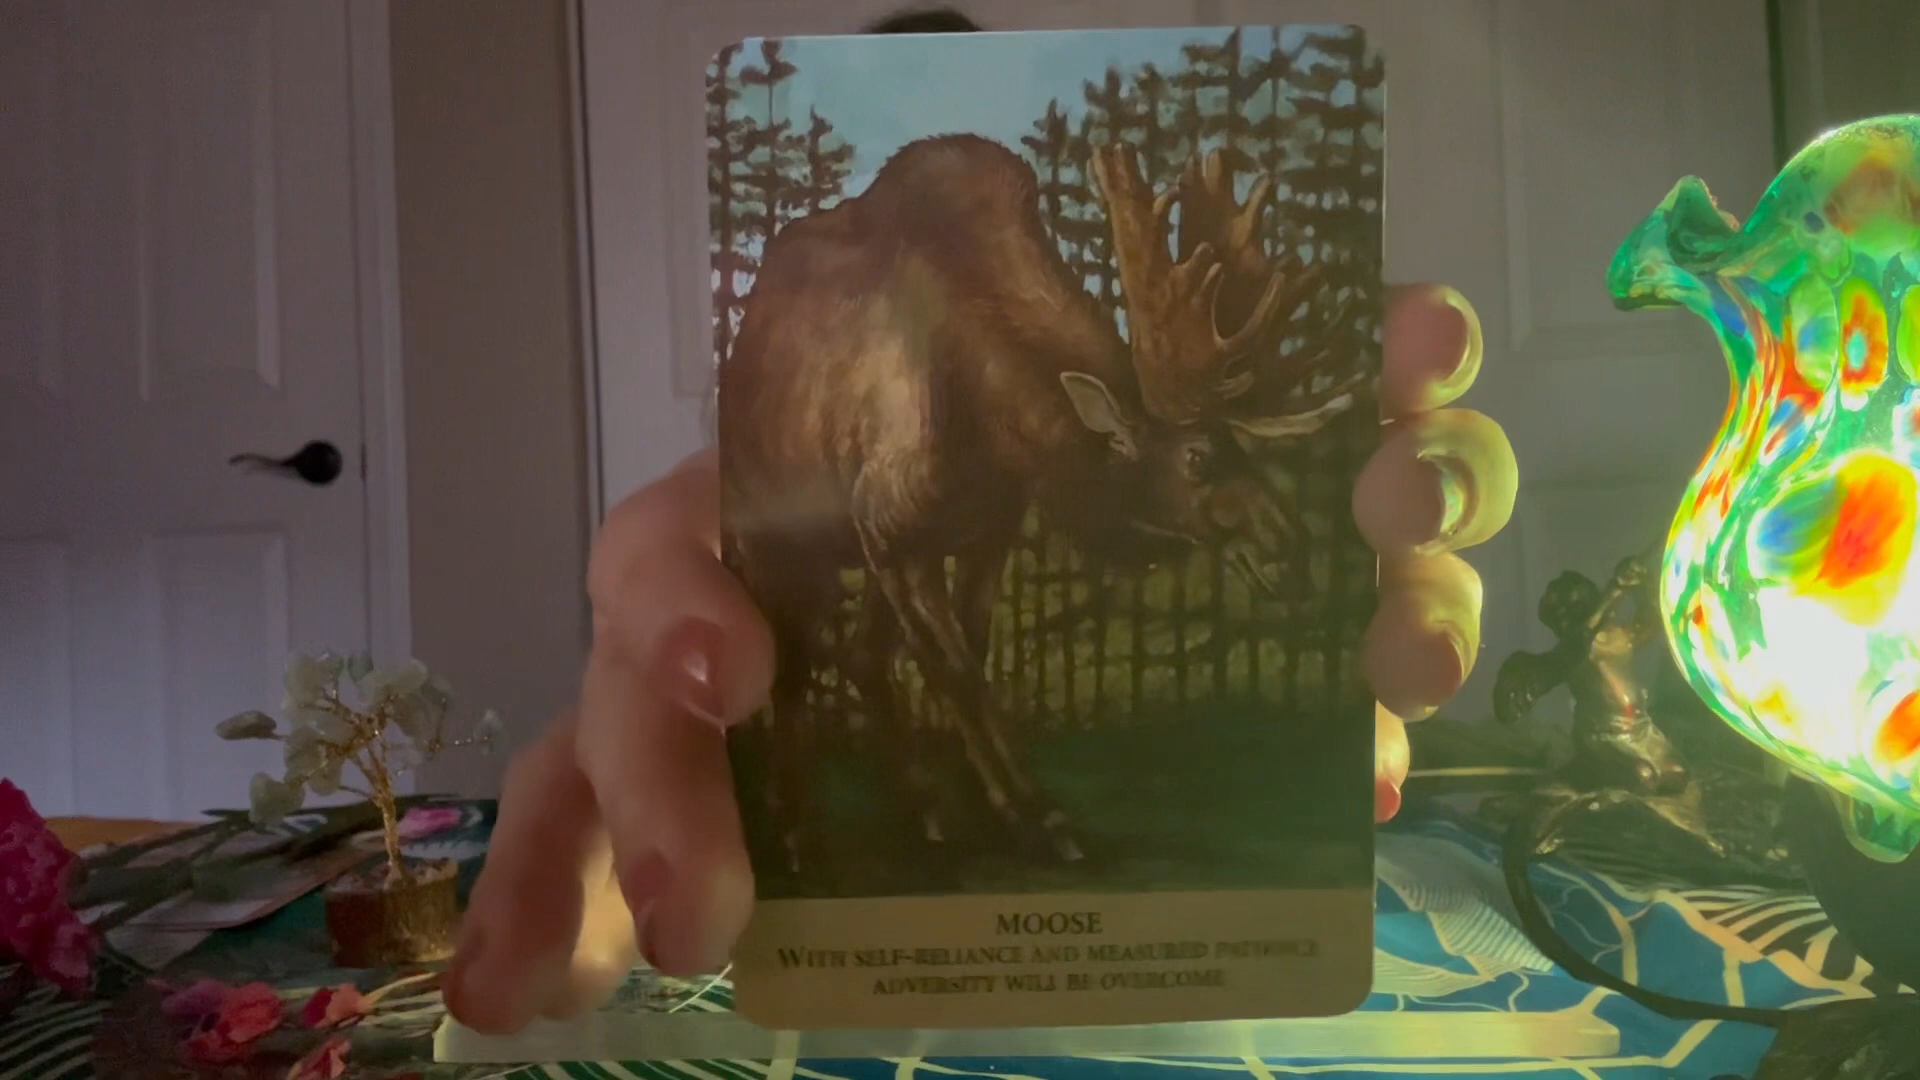 MOOSE
WITH SELF-RELIANCE AND MEASURED PATIENCE
ADVERSITY WILL BE OVERCOME